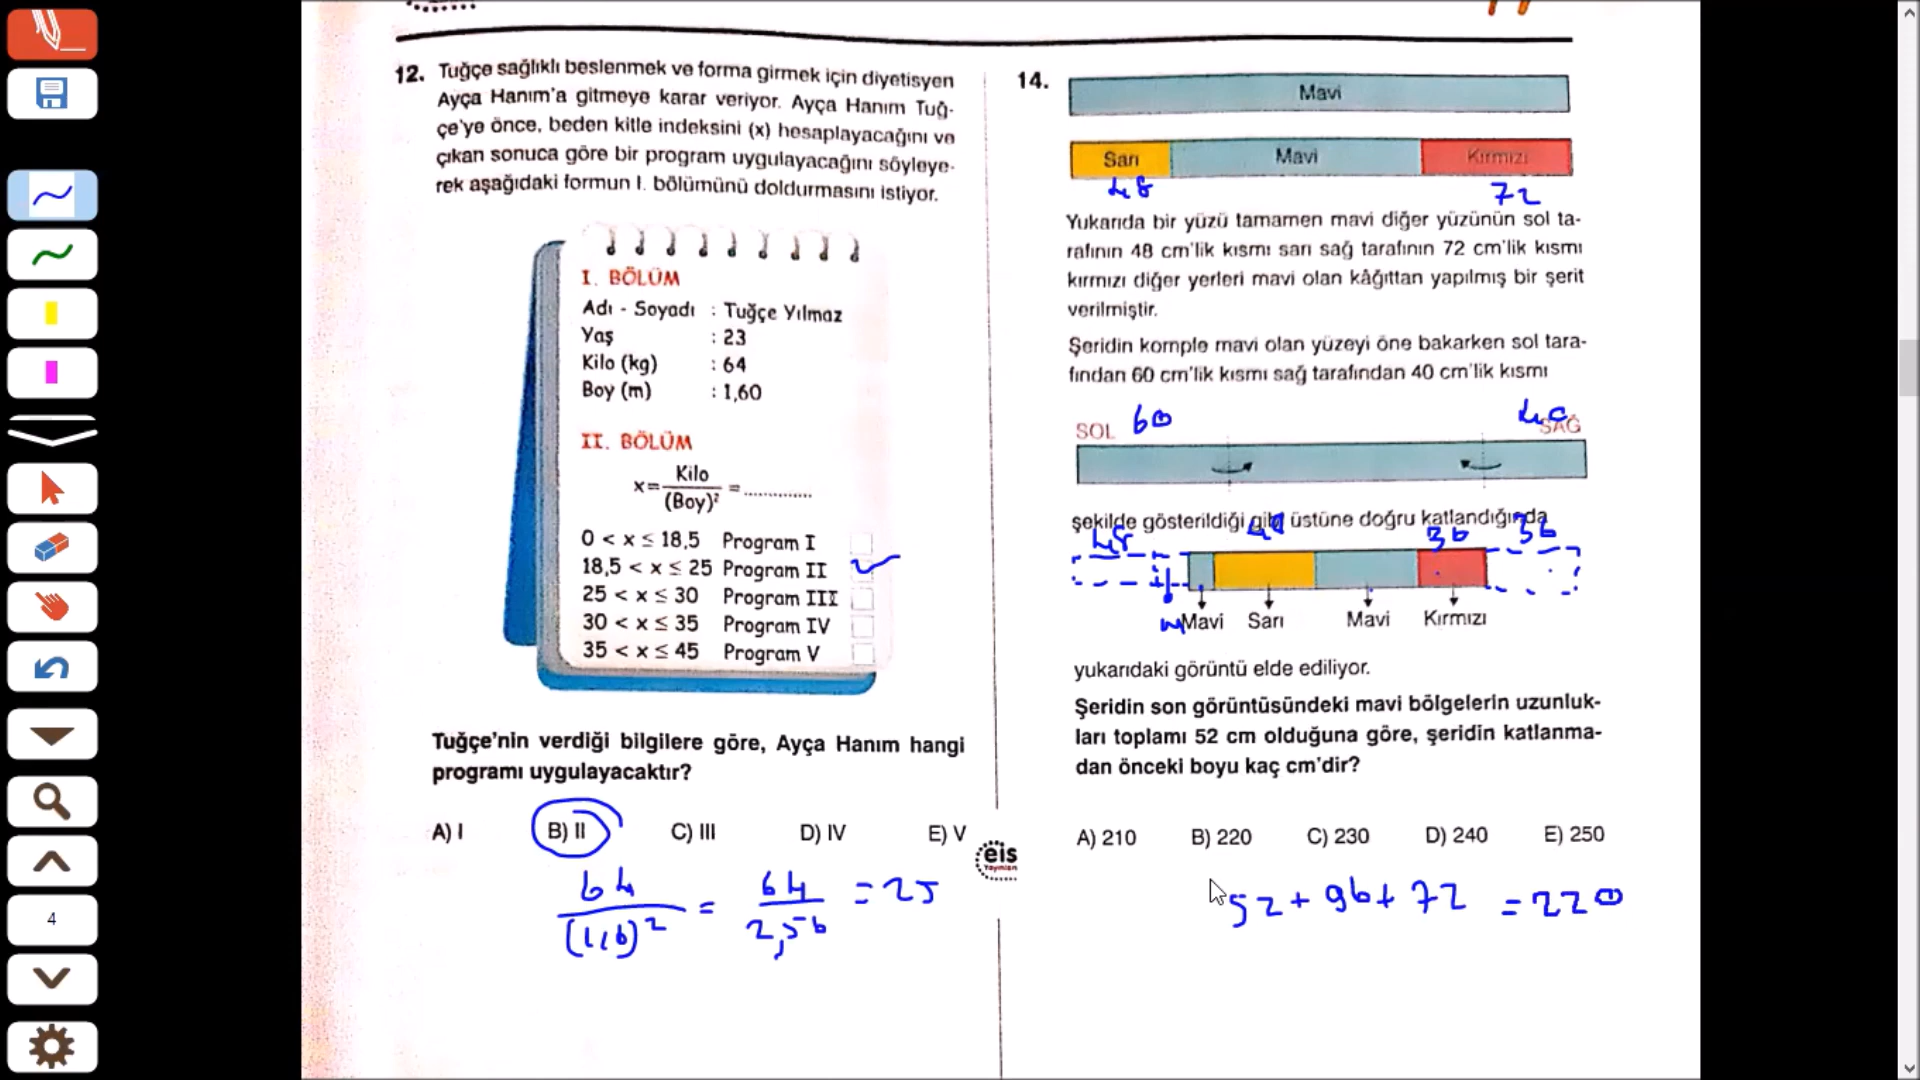 12. Tuğçe sağlıklı beslenmek ve forma girmek için diyetisyen
Ayça Hanım'a gitmeye karar veriyor. Ayça Hanım Tuğ-
çe'ye önce, beden kitle indeksini (x) hesaplayacağını ve
çıkan sonuca göre bir program uygulayacağını söyleye-
rek aşağıdaki formun I. bölümünü doldurmasını istiyor.
I. BÖLÜM
Adı - Soyadı : Tuğçe Yılmaz
Yaş : 23
Kilo (kg) : 64
Boy (m) : 1,60
II. BÖLÜM
x = Kilo / (Boy)² = ..............
0 < x ≤ 18,5 Program I
18,5 < x ≤ 25 Program II
25 < x ≤ 30 Program III
30 < x ≤ 35 Program IV
35 < x ≤ 45 Program V
Tuğçe'nin verdiği bilgilere göre, Ayça Hanım hangi
programı uygulayacaktır?
A) I B) II C) III D) IV E) V
64 / (1,6)² = 64 / 2,56 = 25
eis
Yayınları
14.
Mavi
Sarı Mavi Kırmızı
48 72
Yukarıda bir yüzü tamamen mavi diğer yüzünün sol ta-
rafının 48 cm'lik kısmı sarı sağ tarafının 72 cm'lik kısmı
kırmızı diğer yerleri mavi olan kâğıttan yapılmış bir şerit
verilmiştir.
Şeridin komple mavi olan yüzeyi öne bakarken sol tara-
fından 60 cm'lik kısmı sağ tarafından 40 cm'lik kısmı
SOL 60 40 SAĞ
şekilde gösterildiği gibi üstüne doğru katlandığında
48 48 36 36
Mavi Sarı Mavi Kırmızı
yukarıdaki görüntü elde ediliyor.
Şeridin son görüntüsündeki mavi bölgelerin uzunluk-
ları toplamı 52 cm olduğuna göre, şeridin katlanma-
dan önceki boyu kaç cm'dir?
A) 210 B) 220 C) 230 D) 240 E) 250
52 + 96 + 72 = 220
4